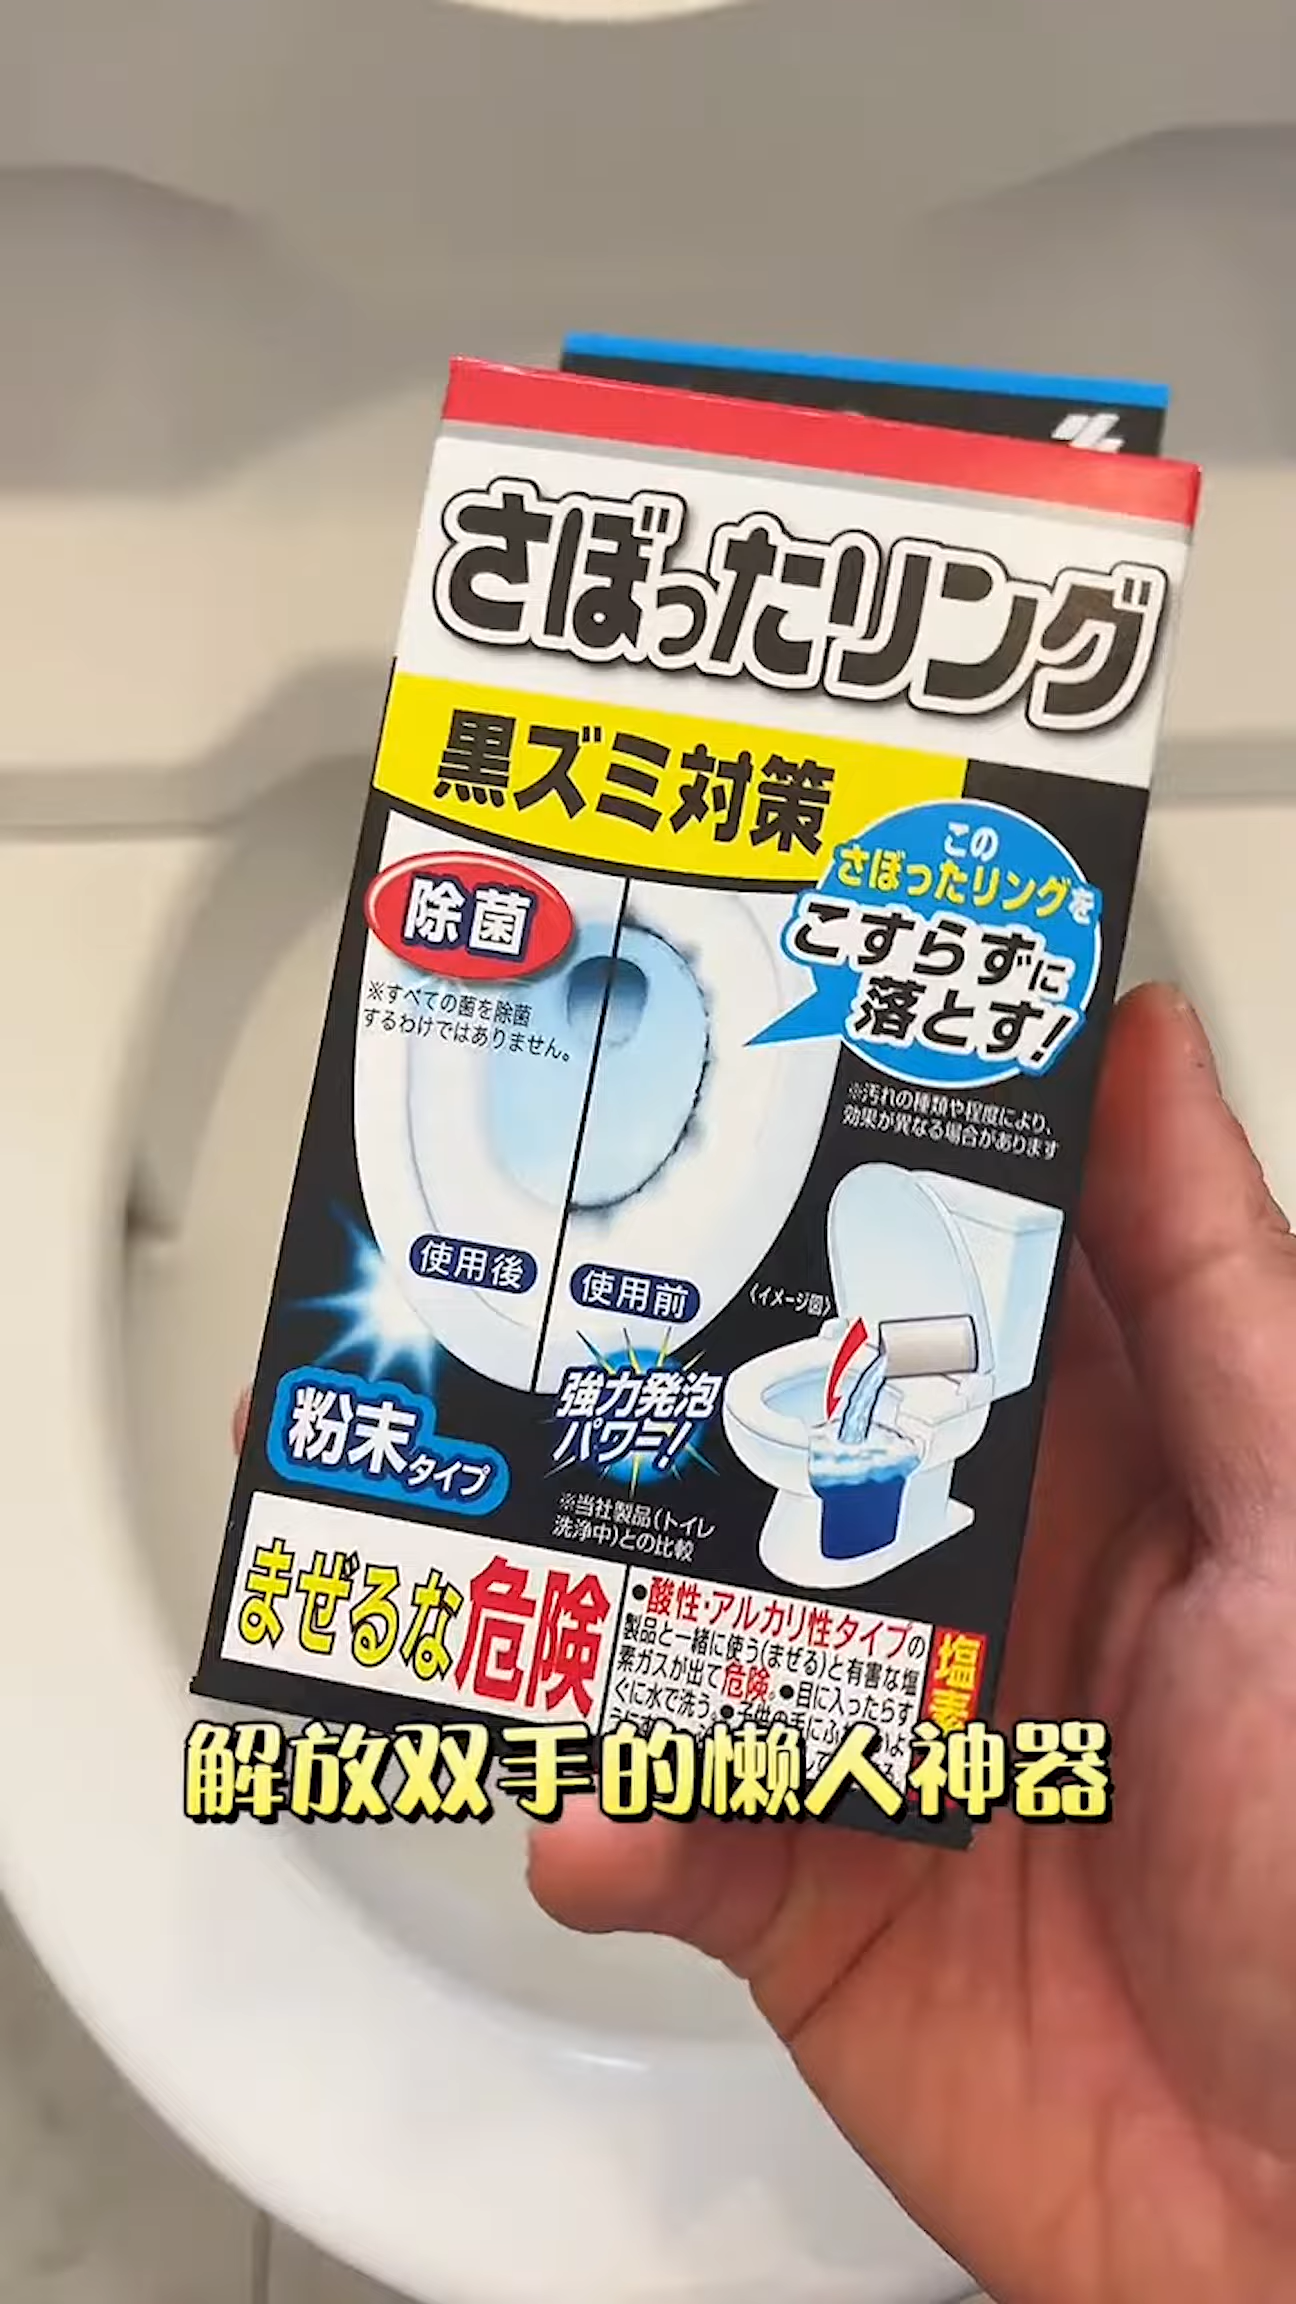 さぼったリング
黒ズミ対策
除菌
※すべての菌を除菌
するわけではありません。
この
さぼったリングを
こすらずに
落とす!
※汚れの種類や程度により、
効果が異なる場合があります
使用後
使用前
〈イメージ図〉
強力発泡
パワー!
粉末タイプ
※当社製品(トイレ
洗浄中)との比較
まぜるな危険
●酸性・アルカリ性タイプの
製品と一緒に使う(まぜる)と有害な塩
素ガスが出て危険。●目に入ったらす
ぐに水で洗う。●子供の手にふ
塩素
解放双手的懒人神器